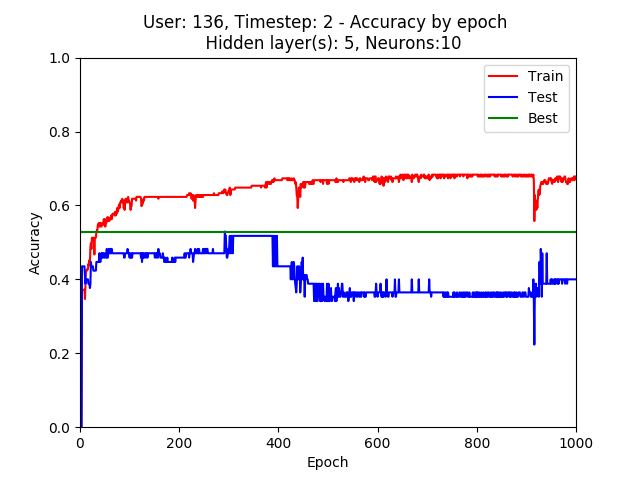 User: 136, Timestep: 2 - Accuracy by epoch
Hidden layer(s): 5, Neurons:10
Train
Test
Best
1.0
0.8
0.6
0.4
0.2
0.0
Accuracy
0
200
400
600
800
1000
Epoch